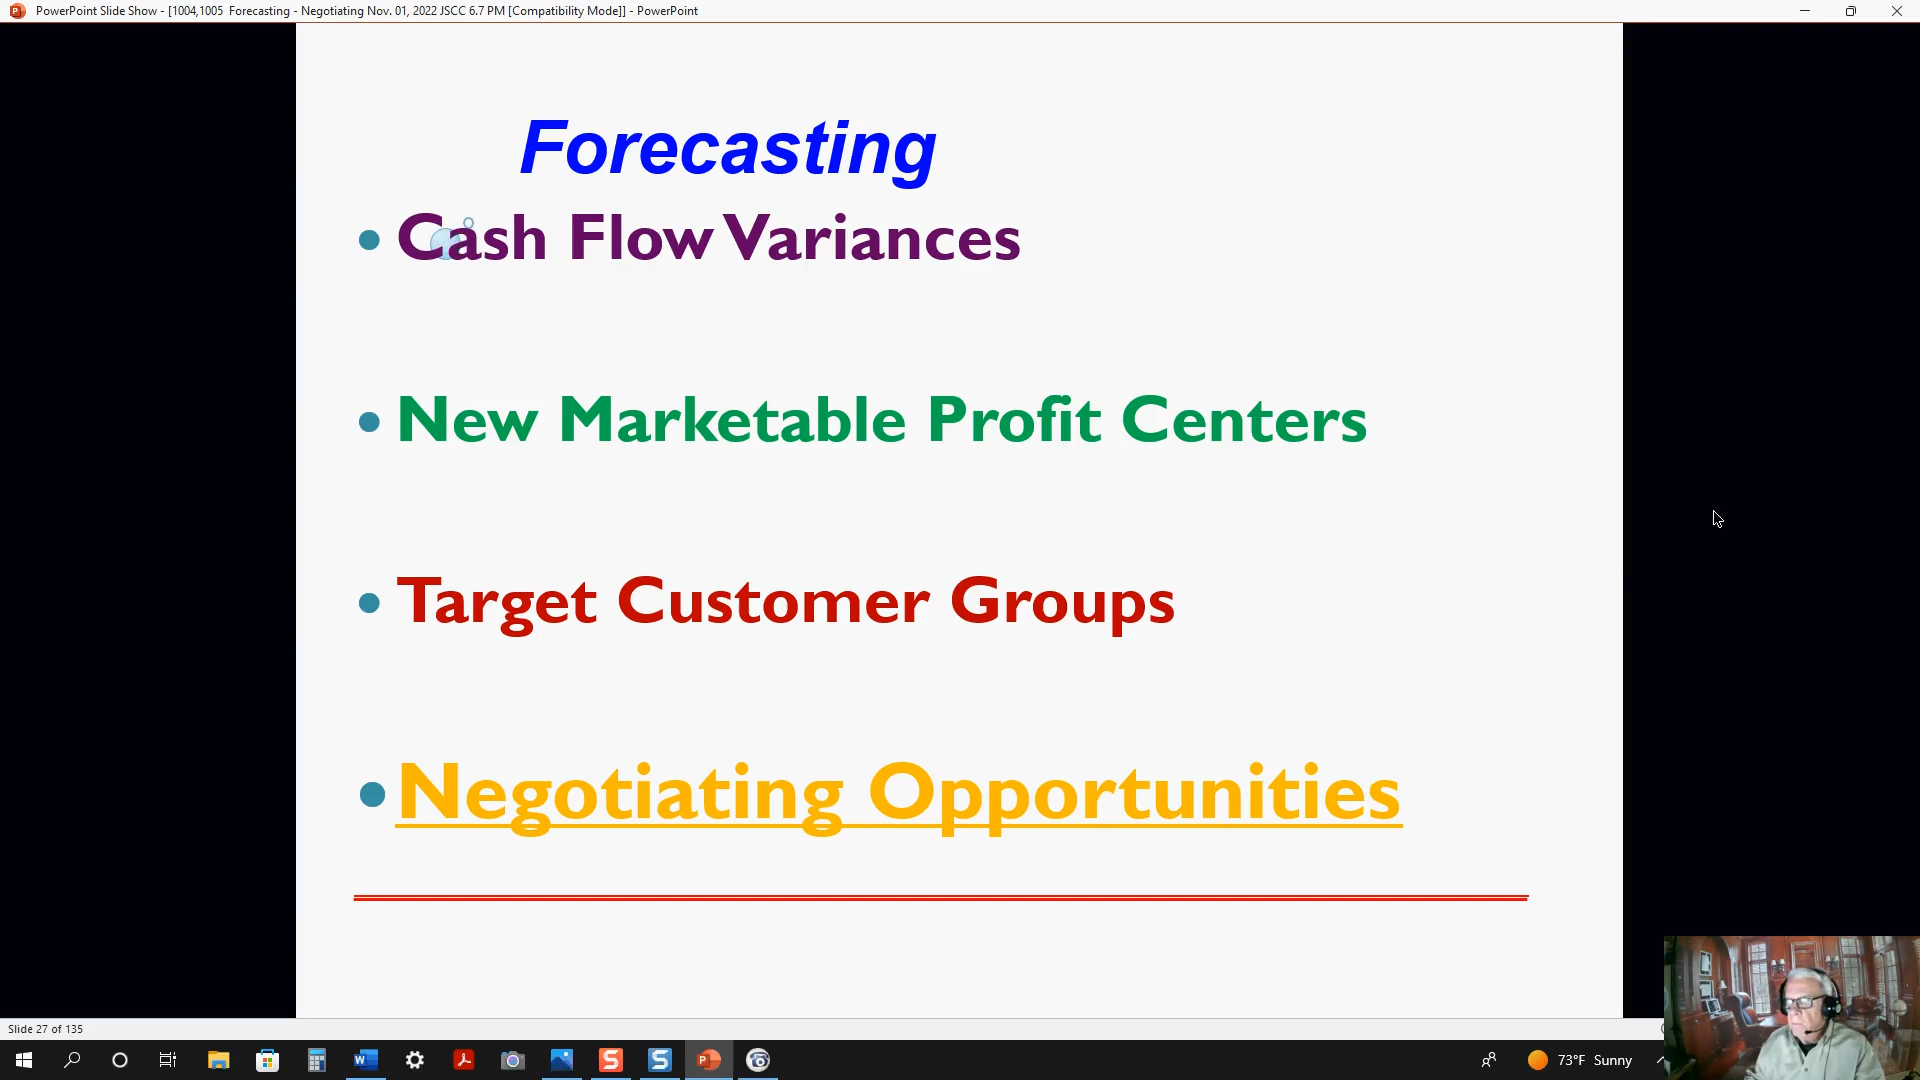 PowerPoint Slide Show - [1004,1005  Forecasting - Negotiating Nov. 01, 2022 JSCC 6.7 PM [Compatibility Mode]] - PowerPoint
Forecasting
• Cash Flow Variances
• New Marketable Profit Centers
• Target Customer Groups
• Negotiating Opportunities
Slide 27 of 135
73°F Sunny